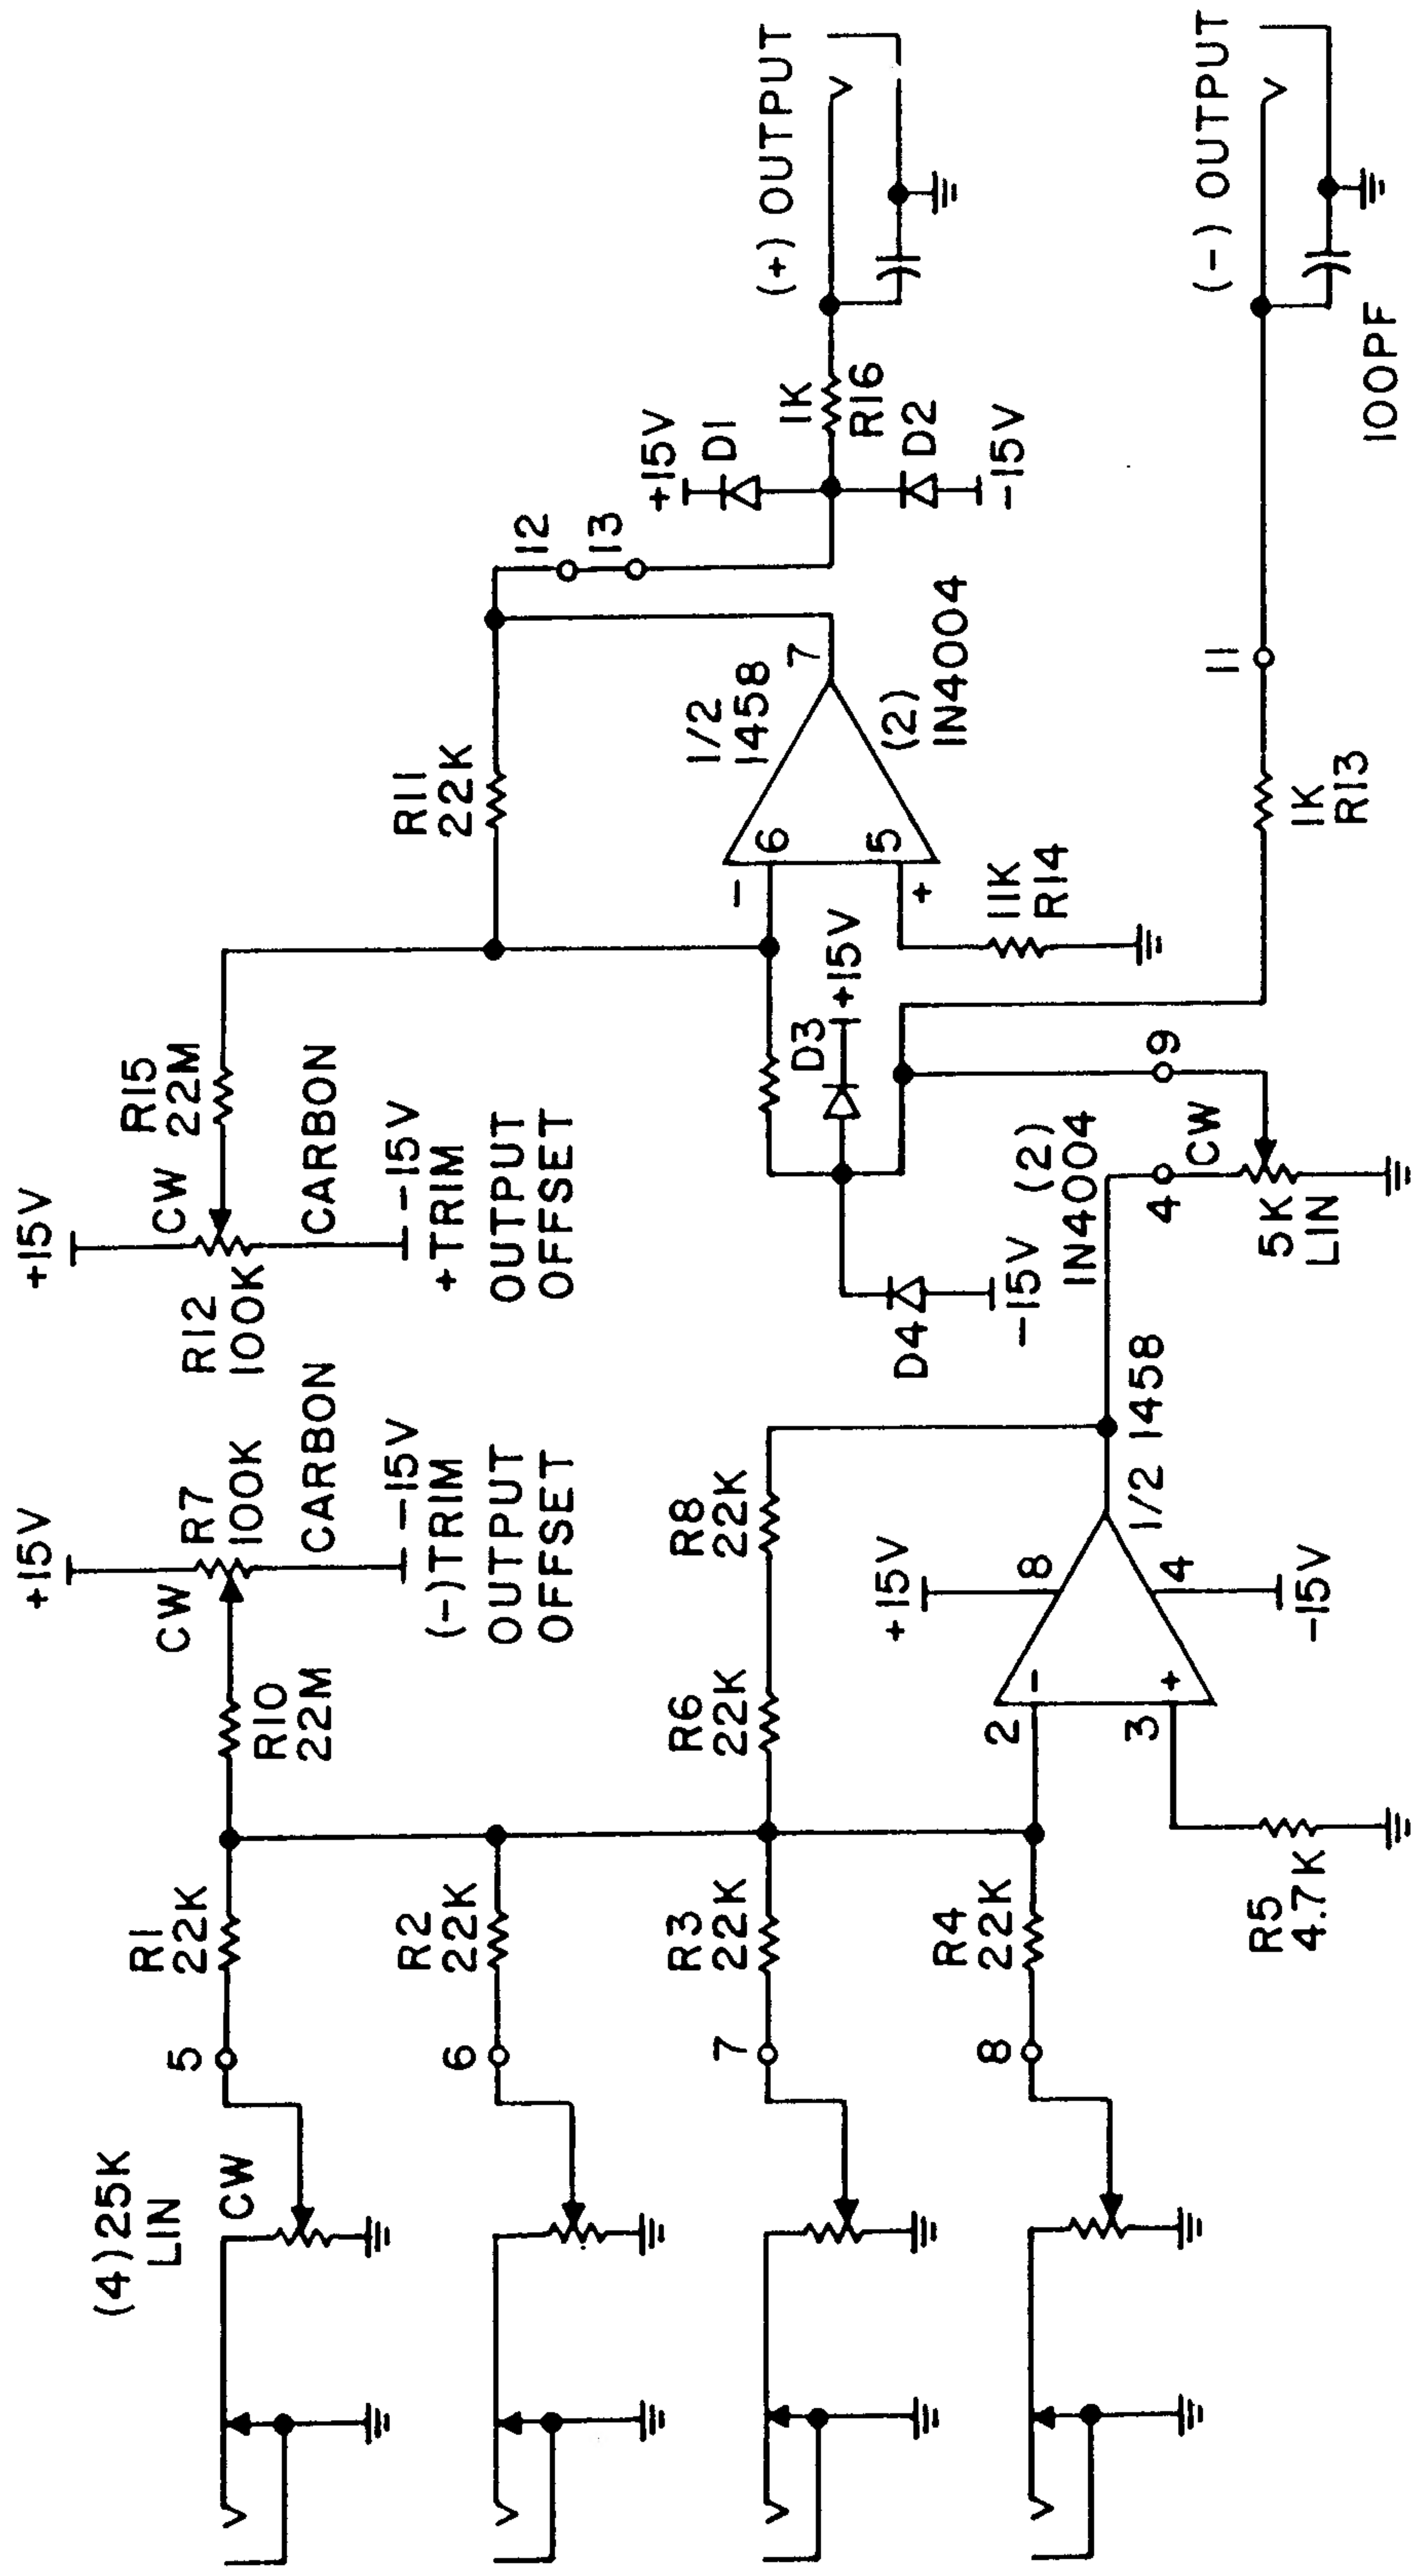 (4)25K
LIN
CW
5
R1
22K
6
R2
22K
7
R3
22K
8
R4
22K
+15V
CW
R7
100K
CARBON
-15V
(-)TRIM
OUTPUT
OFFSET
R10
22M
+15V
CW
R12
100K
CARBON
-15V
+TRIM
OUTPUT
OFFSET
R15
22M
R6
22K
R8
22K
2
-
3
+
+15V
8
4
-15V
1/2 1458
R5
4.7K
4
CW
9
5K
LIN
D4
-15V
(2)
1N4004
D3
+15V
R11
22K
-
6
5
+
7
1/2
1458
(2)
1N4004
11K
R14
12
13
+15V
D1
1K
R16
D2
-15V
(+) OUTPUT
1K
R13
11
(-) OUTPUT
100PF